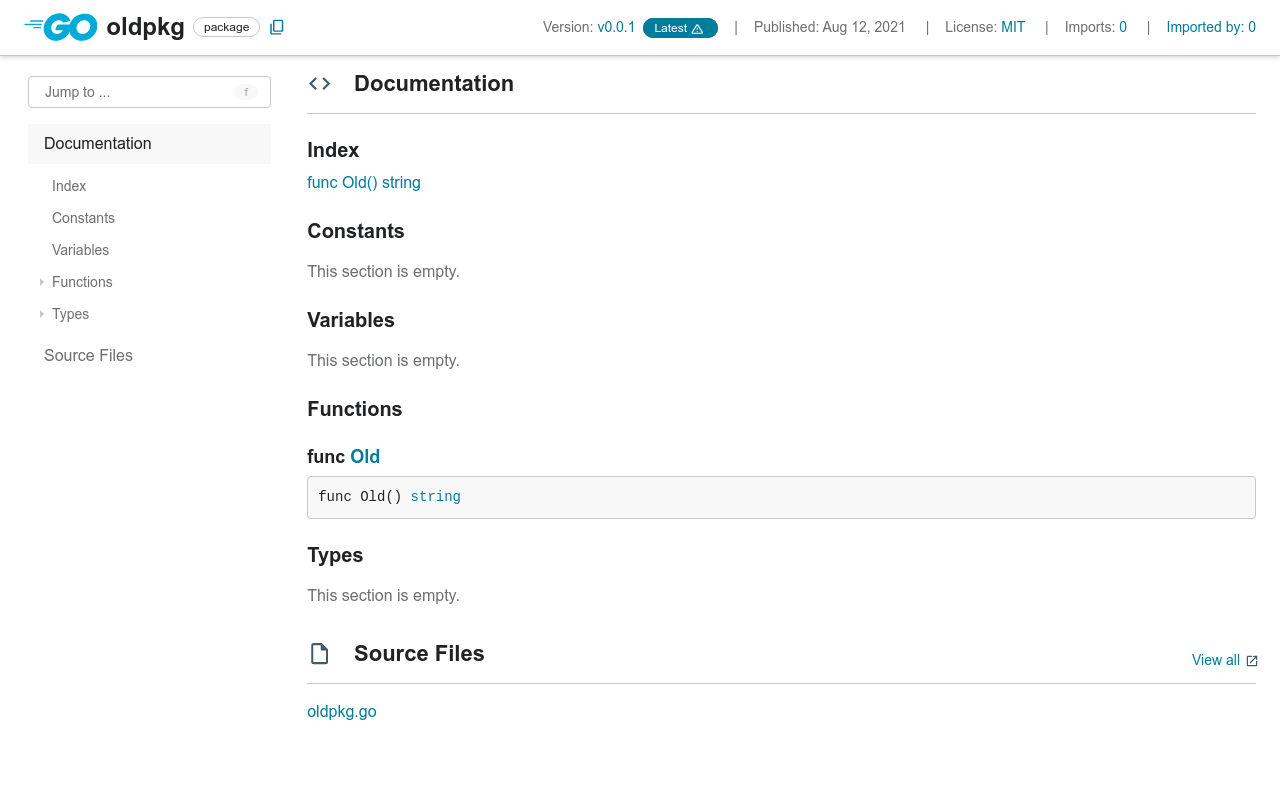 GO oldpkg package Version: v0.0.1 Latest | Published: Aug 12, 2021 | License: MIT | Imports: 0 | Imported by: 0
Jump to ... f
Documentation
Index
Constants
Variables
Functions
Types
Source Files
Documentation
Index
func Old() string
Constants
This section is empty.
Variables
This section is empty.
Functions
func Old
func Old() string
Types
This section is empty.
Source Files
View all
oldpkg.go